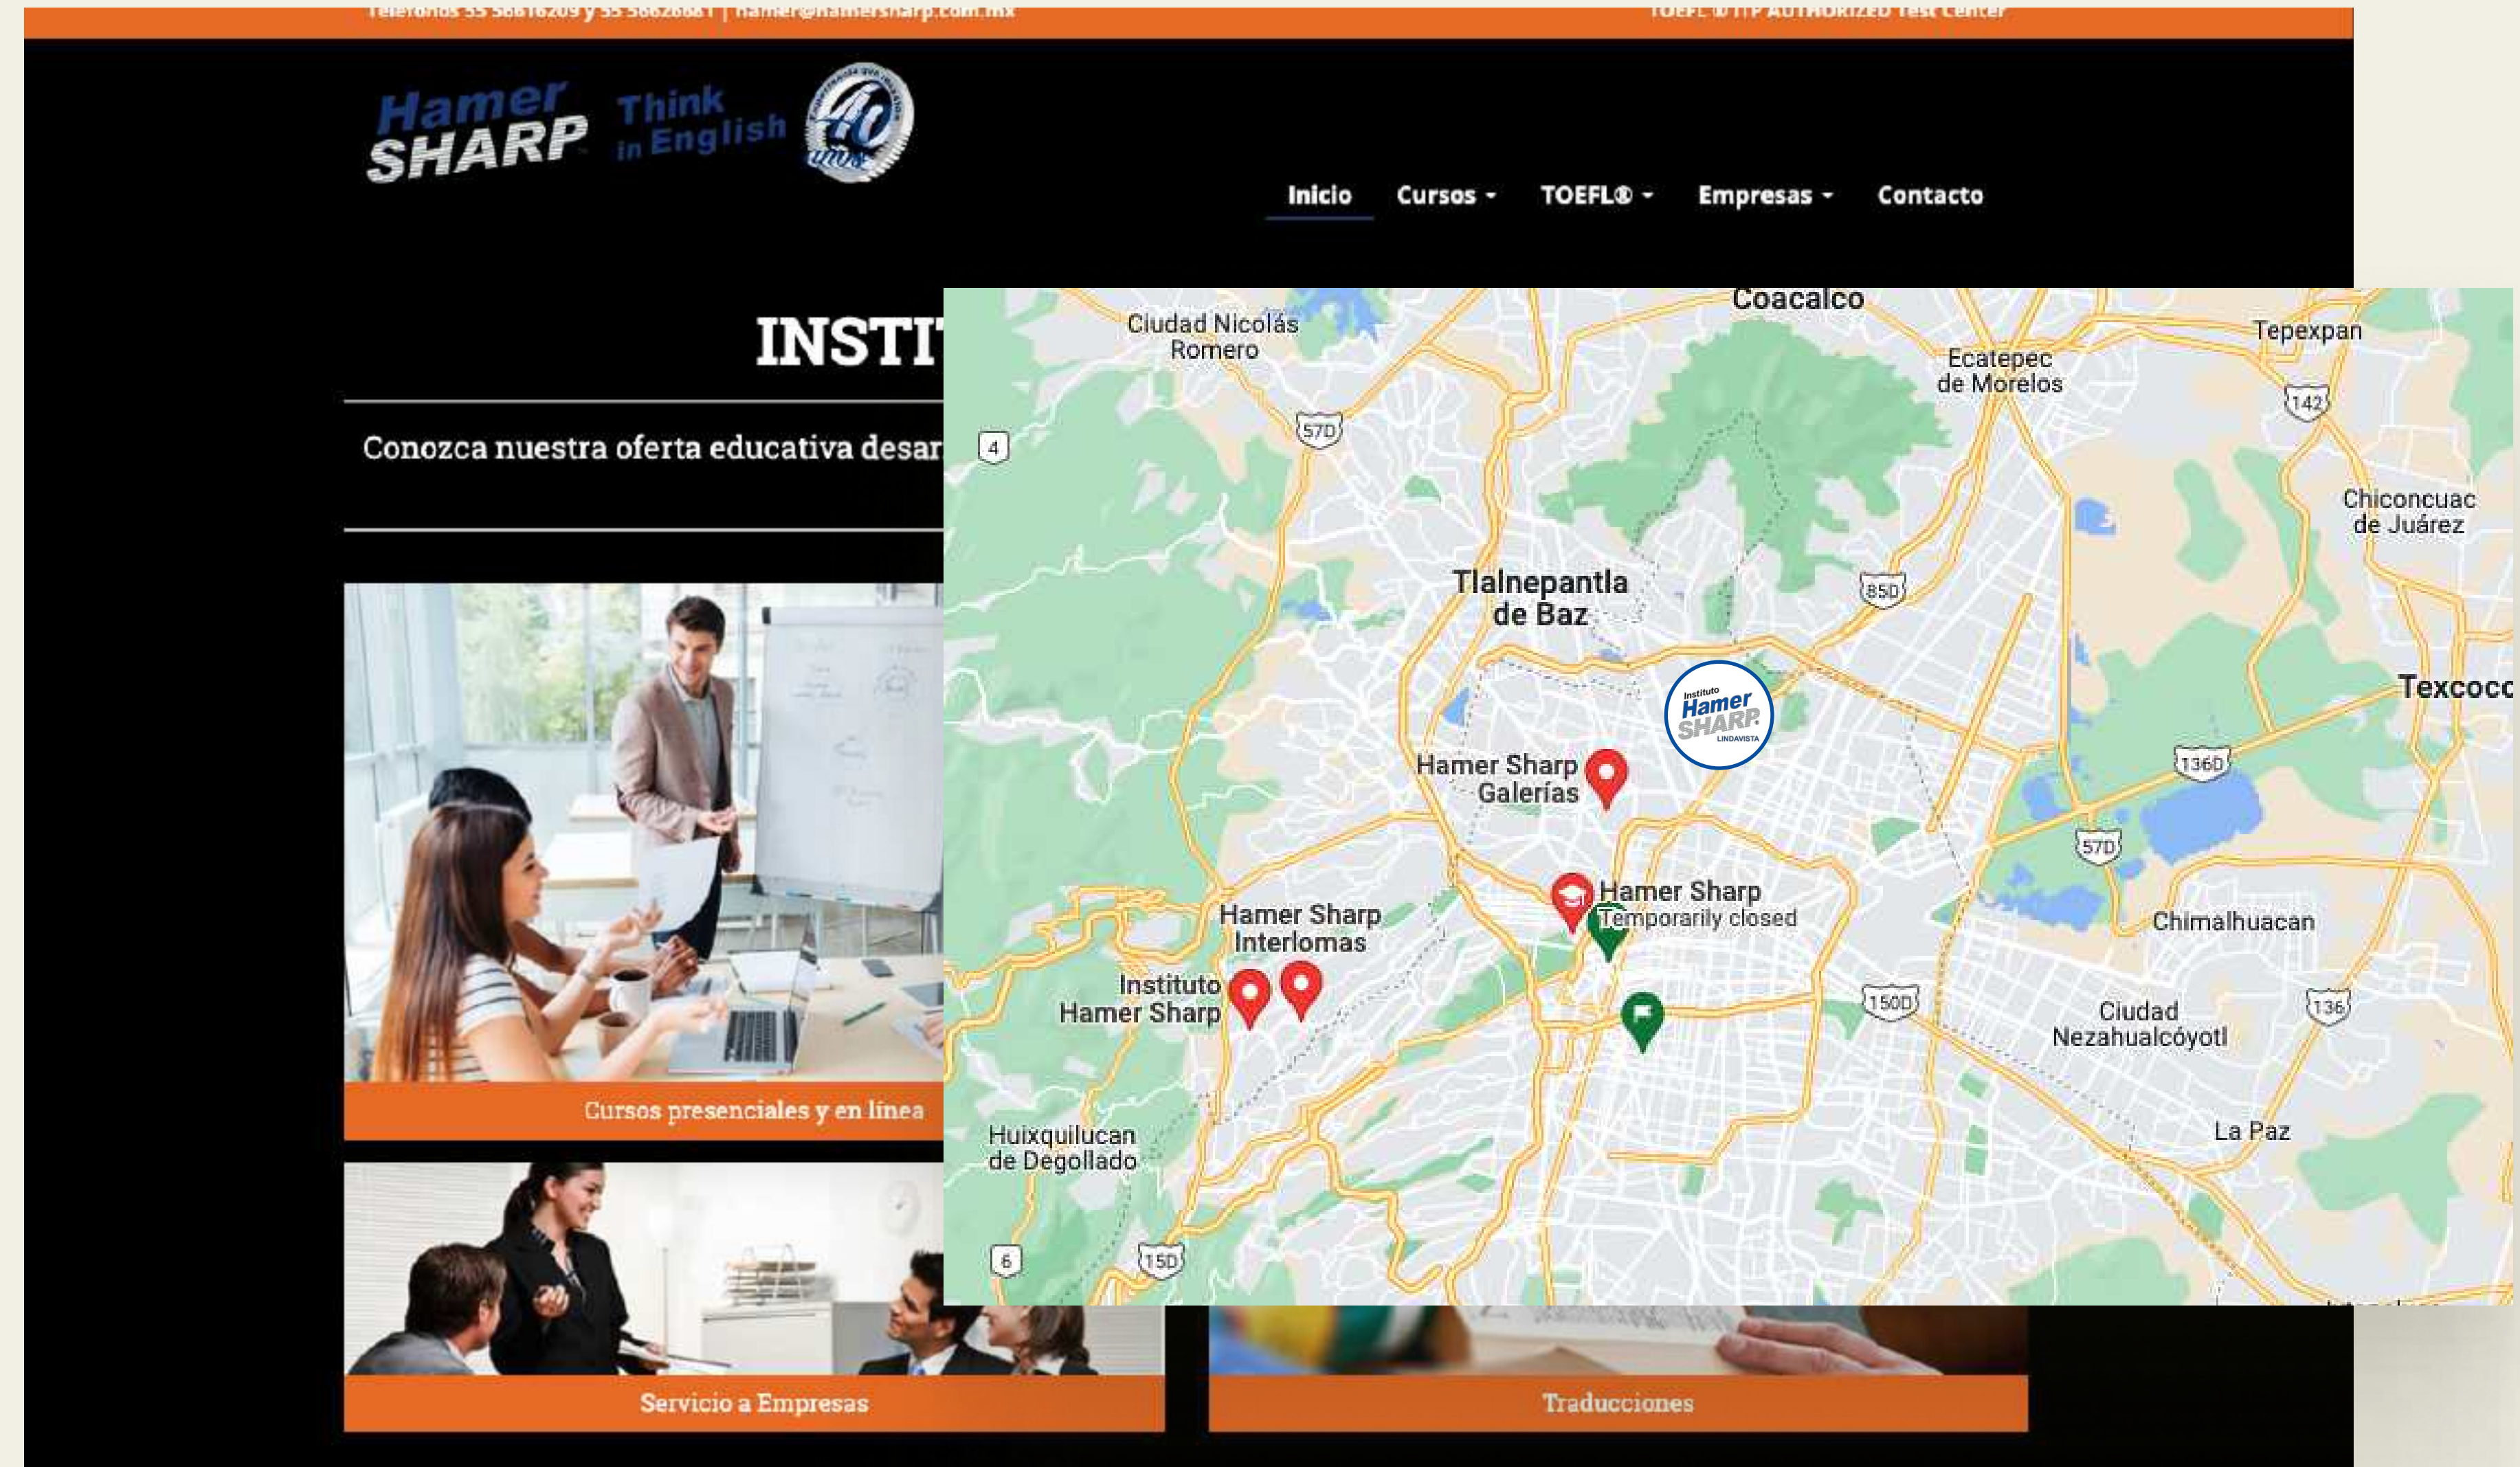 Hamer
SHARP
Think
in English
Inicio
Cursos
TOEFL®
Empresas
Contacto
INSTI
Conozca nuestra oferta educativa desar
Cursos presenciales y en línea
Servicio a Empresas
Traducciones
Coacalco
Ciudad Nicolás
Romero
Tepexpan
Ecatepec
de Morelos
142
57D
4
Chiconcuac
de Juárez
Tlalnepantla
de Baz
85D
Texcoco
Instituto
Hamer
SHARP.
LINDAVISTA
Hamer Sharp
Galerías
136D
57D
Hamer Sharp
Temporarily closed
Hamer Sharp
Interlomas
Chimalhuacan
Instituto
Hamer Sharp
150D
Ciudad
Nezahualcóyotl
136
Huixquilucan
de Degollado
La Paz
6
15D